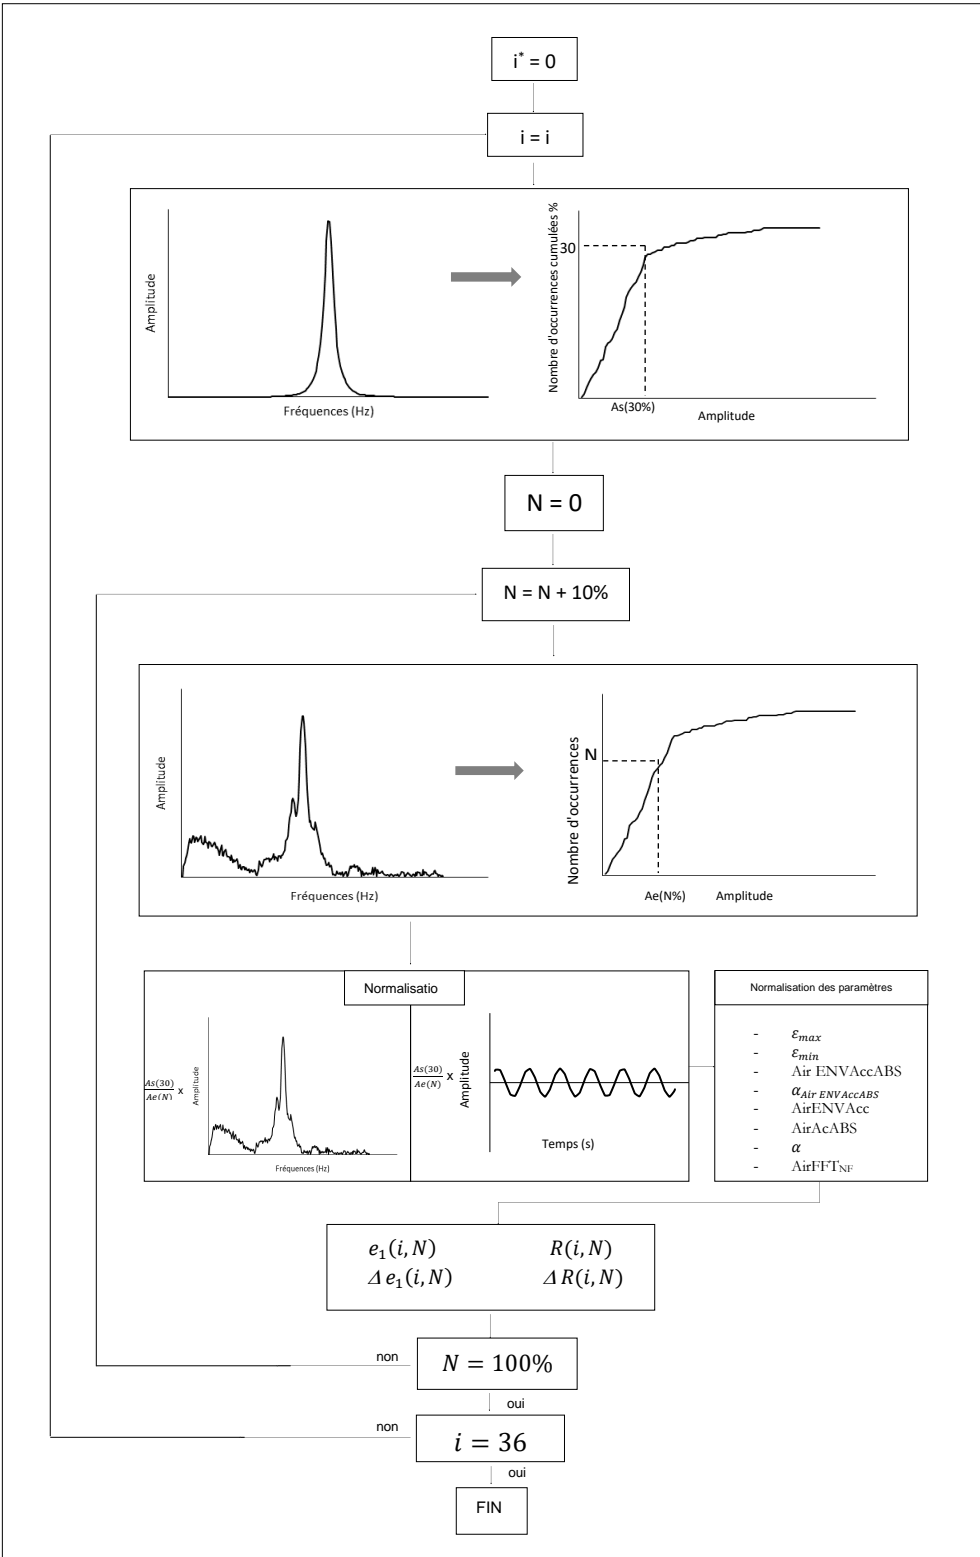 i* = 0
i = i
Amplitude
Fréquences (Hz)
Nombre d'occurrences cumulées %
30
As(30%)
Amplitude
N = 0
N = N + 10%
Amplitude
Fréquences (Hz)
Nombre d'occurrences
N
Ae(N%)
Amplitude
Normalisatio
As(30)
Ae(N)
x
Amplitude
Fréquences (Hz)
As(30)
Ae(N)
x
Amplitude
Temps (s)
Normalisation des paramètres
- ε_max
- ε_min
- Air ENVAccABS
- α_Air ENVAccABS
- AirENVAcc
- AirAcABS
- α
- AirFFT_NF
e₁(i, N) R(i, N)
Δ e₁(i, N) Δ R(i, N)
non
N = 100%
oui
non
i = 36
oui
FIN